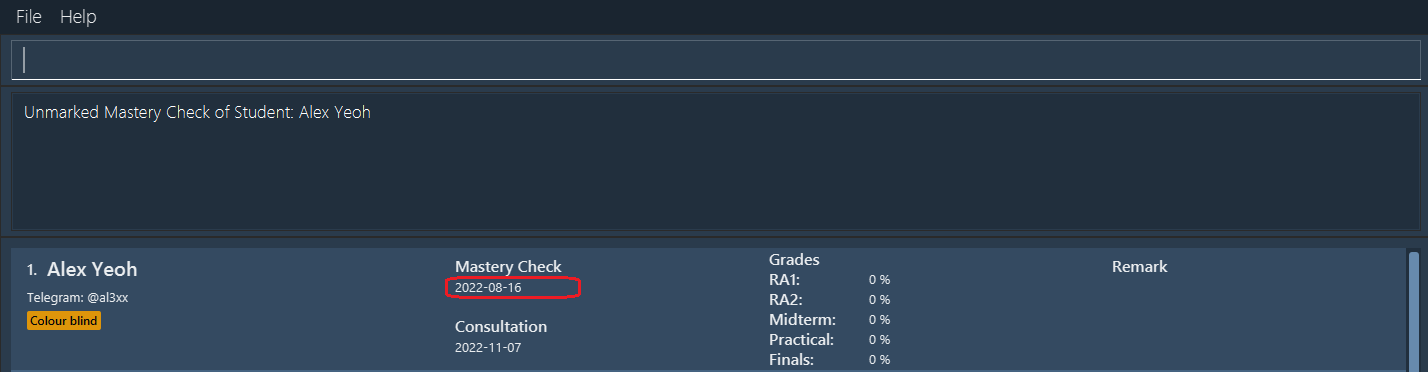 File Help
Unmarked Mastery Check of Student: Alex Yeoh
1. Alex Yeoh
Telegram: @al3xx
Colour blind
Mastery Check
2022-08-16
Consultation
2022-11-07
Grades
RA1: 0 %
RA2: 0 %
Midterm: 0 %
Practical: 0 %
Finals: 0 %
Remark